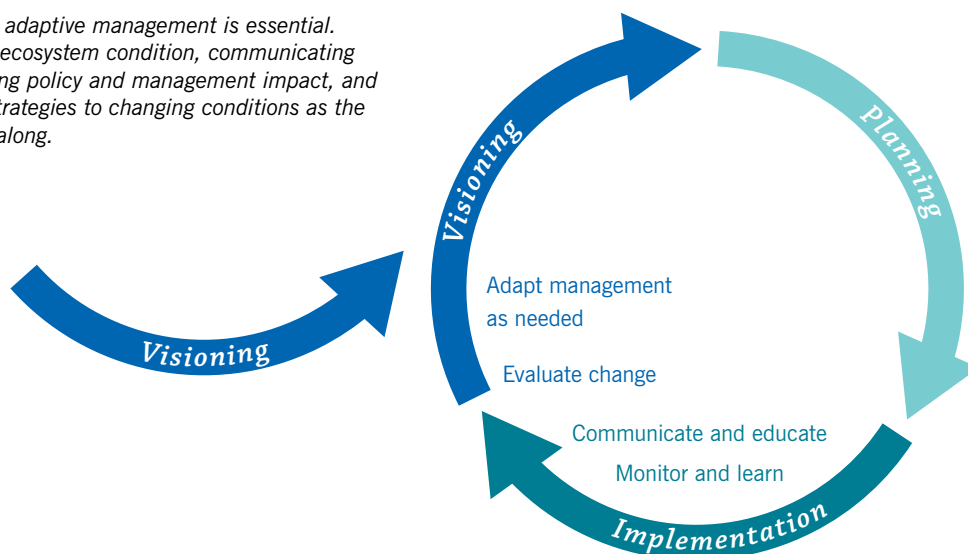 adaptive management is essential.
ecosystem condition, communicating
ng policy and management impact, and
trategies to changing conditions as the
along.
Visioning
Visioning
Planning
Adapt management
as needed
Evaluate change
Communicate and educate
Monitor and learn
Implementation